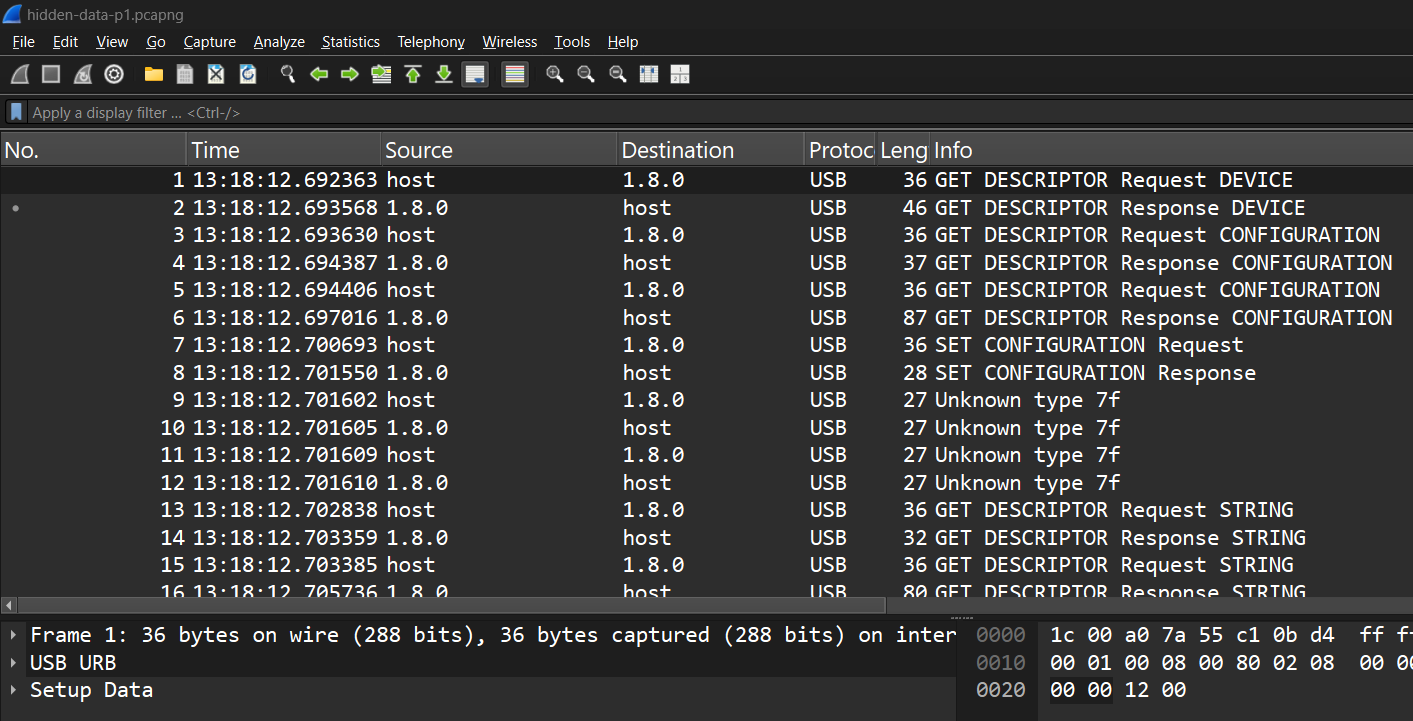 hidden-data-p1.pcapng
File Edit View Go Capture Analyze Statistics Telephony Wireless Tools Help
Apply a display filter ... <Ctrl-/>
No. Time Source Destination Protoc Leng Info
1 13:18:12.692363 host 1.8.0 USB 36 GET DESCRIPTOR Request DEVICE
2 13:18:12.693568 1.8.0 host USB 46 GET DESCRIPTOR Response DEVICE
3 13:18:12.693630 host 1.8.0 USB 36 GET DESCRIPTOR Request CONFIGURATION
4 13:18:12.694387 1.8.0 host USB 37 GET DESCRIPTOR Response CONFIGURATION
5 13:18:12.694406 host 1.8.0 USB 36 GET DESCRIPTOR Request CONFIGURATION
6 13:18:12.697016 1.8.0 host USB 87 GET DESCRIPTOR Response CONFIGURATION
7 13:18:12.700693 host 1.8.0 USB 36 SET CONFIGURATION Request
8 13:18:12.701550 1.8.0 host USB 28 SET CONFIGURATION Response
9 13:18:12.701602 host 1.8.0 USB 27 Unknown type 7f
10 13:18:12.701605 1.8.0 host USB 27 Unknown type 7f
11 13:18:12.701609 host 1.8.0 USB 27 Unknown type 7f
12 13:18:12.701610 1.8.0 host USB 27 Unknown type 7f
13 13:18:12.702838 host 1.8.0 USB 36 GET DESCRIPTOR Request STRING
14 13:18:12.703359 1.8.0 host USB 32 GET DESCRIPTOR Response STRING
15 13:18:12.703385 host 1.8.0 USB 36 GET DESCRIPTOR Request STRING
16 13:18:12.705736 1.8.0 host USB 80 GET DESCRIPTOR Response STRING
Frame 1: 36 bytes on wire (288 bits), 36 bytes captured (288 bits) on inter
USB URB
Setup Data
0000 1c 00 a0 7a 55 c1 0b d4 ff
0010 00 01 00 08 00 80 02 08 00
0020 00 00 12 00